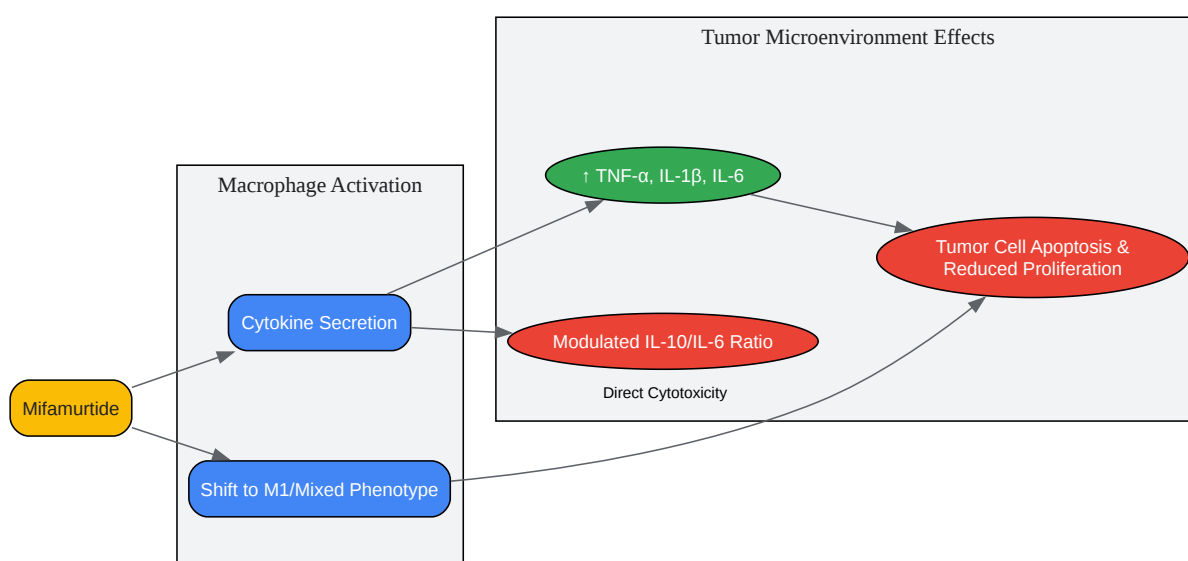 Tumor Microenvironment Effects
Macrophage Activation
↑ TNF-α, IL-1β, IL-6
Tumor Cell Apoptosis &
Reduced Proliferation
Cytokine Secretion
Modulated IL-10/IL-6 Ratio
Direct Cytotoxicity
Mifamurtide
Shift to M1/Mixed Phenotype